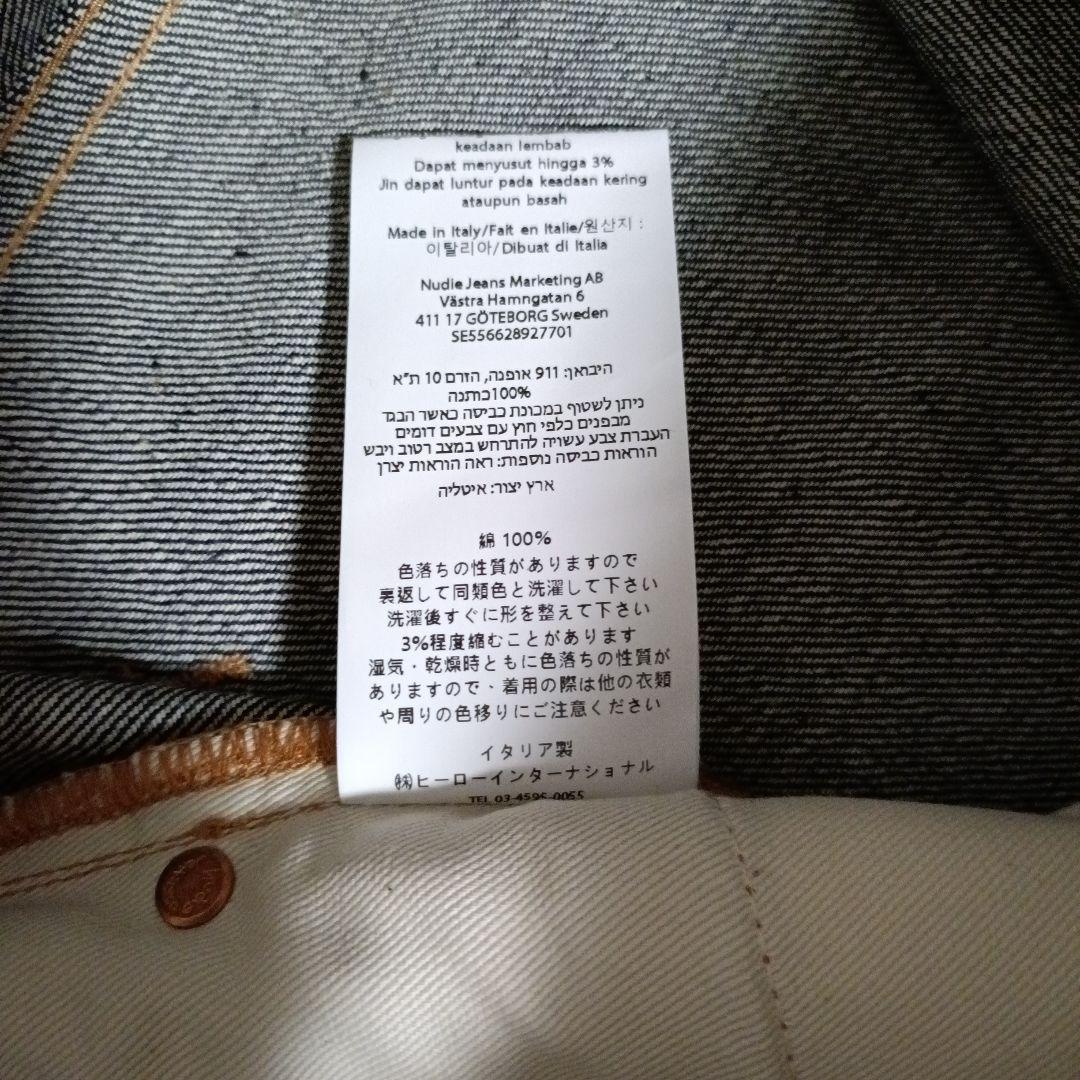 keadaan lembab
Dapat menyusut hingga 3%
Jin dapat luntur pada keadaan kering
ataupun basah
Made in Italy/Fait en Italie/원산지 :
이탈리아/Dibuat di Italia
Nudie Jeans Marketing AB
Västra Hamngatan 6
411 17 GÖTEBORG Sweden
SE556628927701
היבואן: 911 אופנה, הזרם 10 ת"א
100%כותנה
ניתן לשטוף במכונת כביסה כאשר הבגד
מבפנים כלפי חוץ עם צבעים דומים
העברת צבע עשויה להתרחש במצב רטוב ויבש
הוראות כביסה נוספות: ראה הוראות יצרן
ארץ יצור: איטליה
綿 100%
色落ちの性質がありますので
裏返して同類色と洗濯して下さい
洗濯後すぐに形を整えて下さい
3%程度縮むことがあります
湿気・乾燥時ともに色落ちの性質が
ありますので、着用の際は他の衣類
や周りの色移りにご注意ください
イタリア製
㈱ヒーローインターナショナル
TEL 03-4596-0055